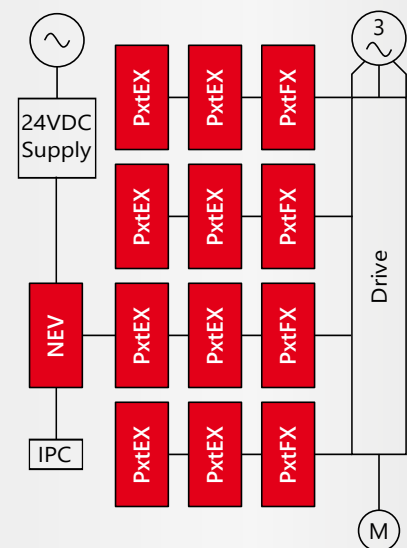 3
24VDC
Supply
PxtEX
PxtEX
PxtFX
PxtEX
PxtEX
PxtFX
NEV
PxtEX
PxtEX
PxtFX
Drive
IPC
PxtEX
PxtEX
PxtFX
M